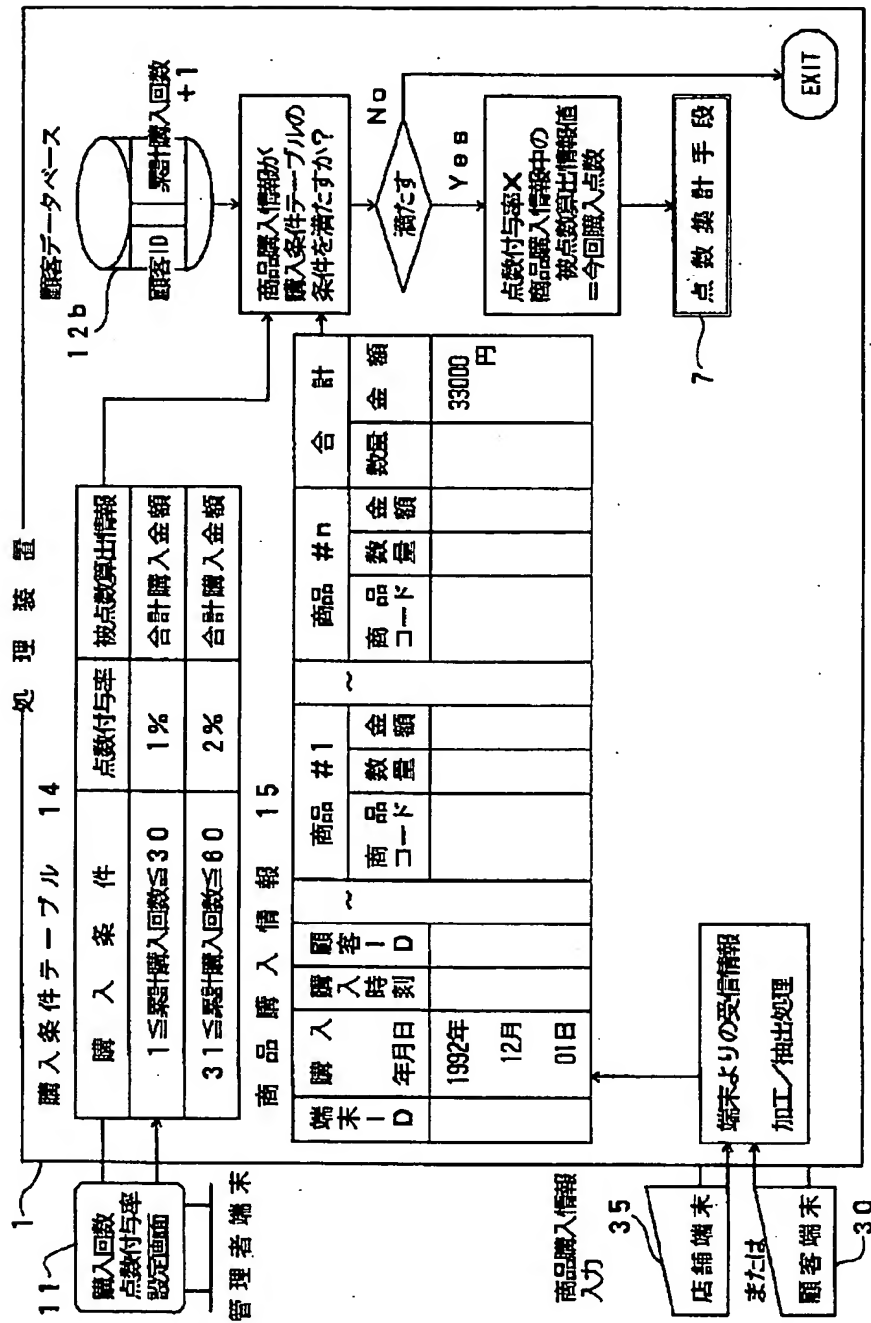 処理装置
1
11
購入回数
点数付与率
設定画面
管理者端末
購入条件テーブル 14
購入条件
点数付与率
被点数算出情報
1≦累計購入回数≦30
1%
合計購入金額
31≦累計購入回数≦60
2%
合計購入金額
顧客データベース
12b
顧客ID
累計購入回数
+1
商品購入情報 15
端末ID
購入
年月日
購入時刻
顧客ID
~
商品 #1
商品コード
数量
金額
~
商品 #n
商品コード
数量
金額
合計
数量
金額
1992年
12月
01日
33000
円
商品購入情報が
購入条件テーブルの
条件を満たすか?
満たす
No
Yes
点数付与率×
商品購入情報中の
被点数算出情報値
=今回購入点数
点数集計手段
7
EXIT
商品購入情報
入力
35
店舗端末
または
顧客端末
30
端末よりの受信情報
加工/抽出処理